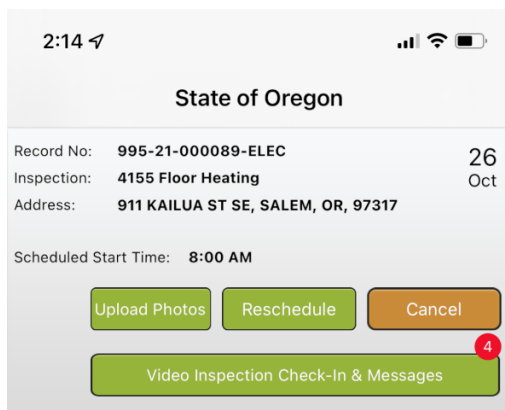 2:14
State of Oregon
Record No: 995-21-000089-ELEC
26
Inspection: 4155 Floor Heating
Oct
Address: 911 KAILUA ST SE, SALEM, OR, 97317
Scheduled Start Time: 8:00 AM
Upload Photos Reschedule Cancel
4
Video Inspection Check-In & Messages